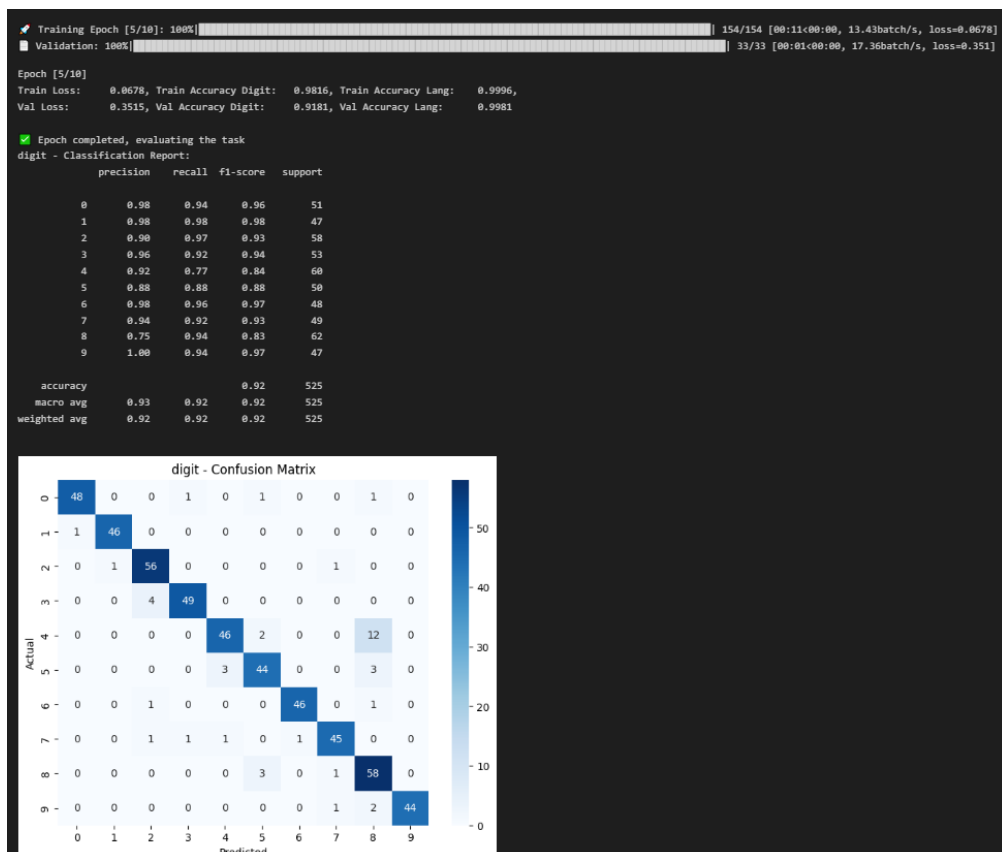 🚀 Training Epoch [5/10]: 100%| | 154/154 [00:11<00:00, 13.43batch/s, loss=0.0678]
🧾 Validation: 100%| | 33/33 [00:01<00:00, 17.36batch/s, loss=0.351]
Epoch [5/10]
Train Loss: 0.0678, Train Accuracy Digit: 0.9816, Train Accuracy Lang: 0.9996,
Val Loss: 0.3515, Val Accuracy Digit: 0.9181, Val Accuracy Lang: 0.9981
✅ Epoch completed, evaluating the task
digit - Classification Report:
precision recall f1-score support
0 0.98 0.94 0.96 51
1 0.98 0.98 0.98 47
2 0.90 0.97 0.93 58
3 0.96 0.92 0.94 53
4 0.92 0.77 0.84 60
5 0.88 0.88 0.88 50
6 0.98 0.96 0.97 48
7 0.94 0.92 0.93 49
8 0.75 0.94 0.83 62
9 1.00 0.94 0.97 47
accuracy 0.92 525
macro avg 0.93 0.92 0.92 525
weighted avg 0.92 0.92 0.92 525
digit - Confusion Matrix
0 48 0 0 1 0 1 0 0 1 0
1 1 46 0 0 0 0 0 0 0 0
2 0 1 56 0 0 0 0 1 0 0
3 0 0 4 49 0 0 0 0 0 0
4 0 0 0 0 46 2 0 0 12 0
5 0 0 0 0 3 44 0 0 3 0
6 0 0 1 0 0 0 46 0 1 0
7 0 0 1 1 1 0 1 45 0 0
8 0 0 0 0 0 3 0 1 58 0
9 0 0 0 0 0 0 0 1 2 44
0 1 2 3 4 5 6 7 8 9
Actual
Predicted
50
40
30
20
10
0